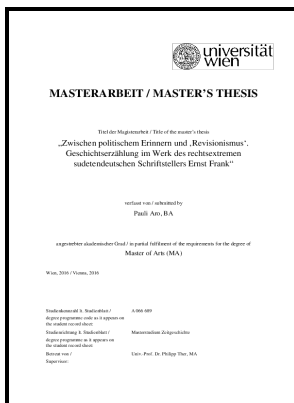 universität
wien
MASTERARBEIT / MASTER'S THESIS
Titel der Masterarbeit / Title of the master's thesis
„Zwischen politischem Erinnern und ‚Revisionismus‘.
Geschichtserzählung im Werk des rechtsextremen
sudetendeutschen Schriftstellers Ernst Frank“
verfasst von / submitted by
Pauli Aro, BA
angestrebter akademischer Grad / in partial fulfilment of the requirements for the degree of
Master of Arts (MA)
Wien, 2016 / Vienna, 2016
Studienkennzahl lt. Studienblatt / A 066 689
degree programme code as it appears on
the student record sheet:
Studienrichtung lt. Studienblatt / Masterstudium Zeitgeschichte
degree programme as it appears on
the student record sheet:
Betreut von / Univ.-Prof. Dr. Philipp Ther, MA
Supervisor: